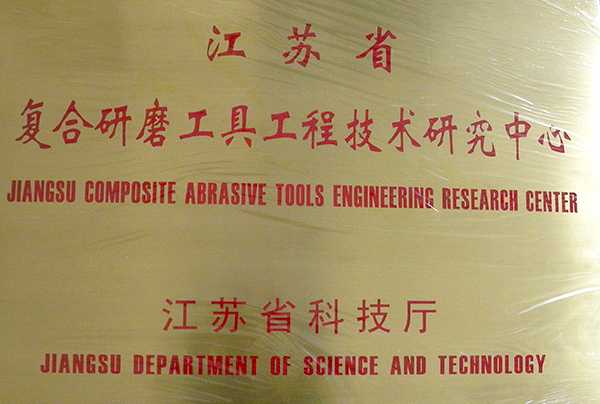 江苏省
复合研磨工具工程技术研究中心
JIANGSU COMPOSITE ABRASIVE TOOLS ENGINEERING RESEARCH CENTER
江苏省科技厅
JIANGSU DEPARTMENT OF SCIENCE AND TECHNOLOGY